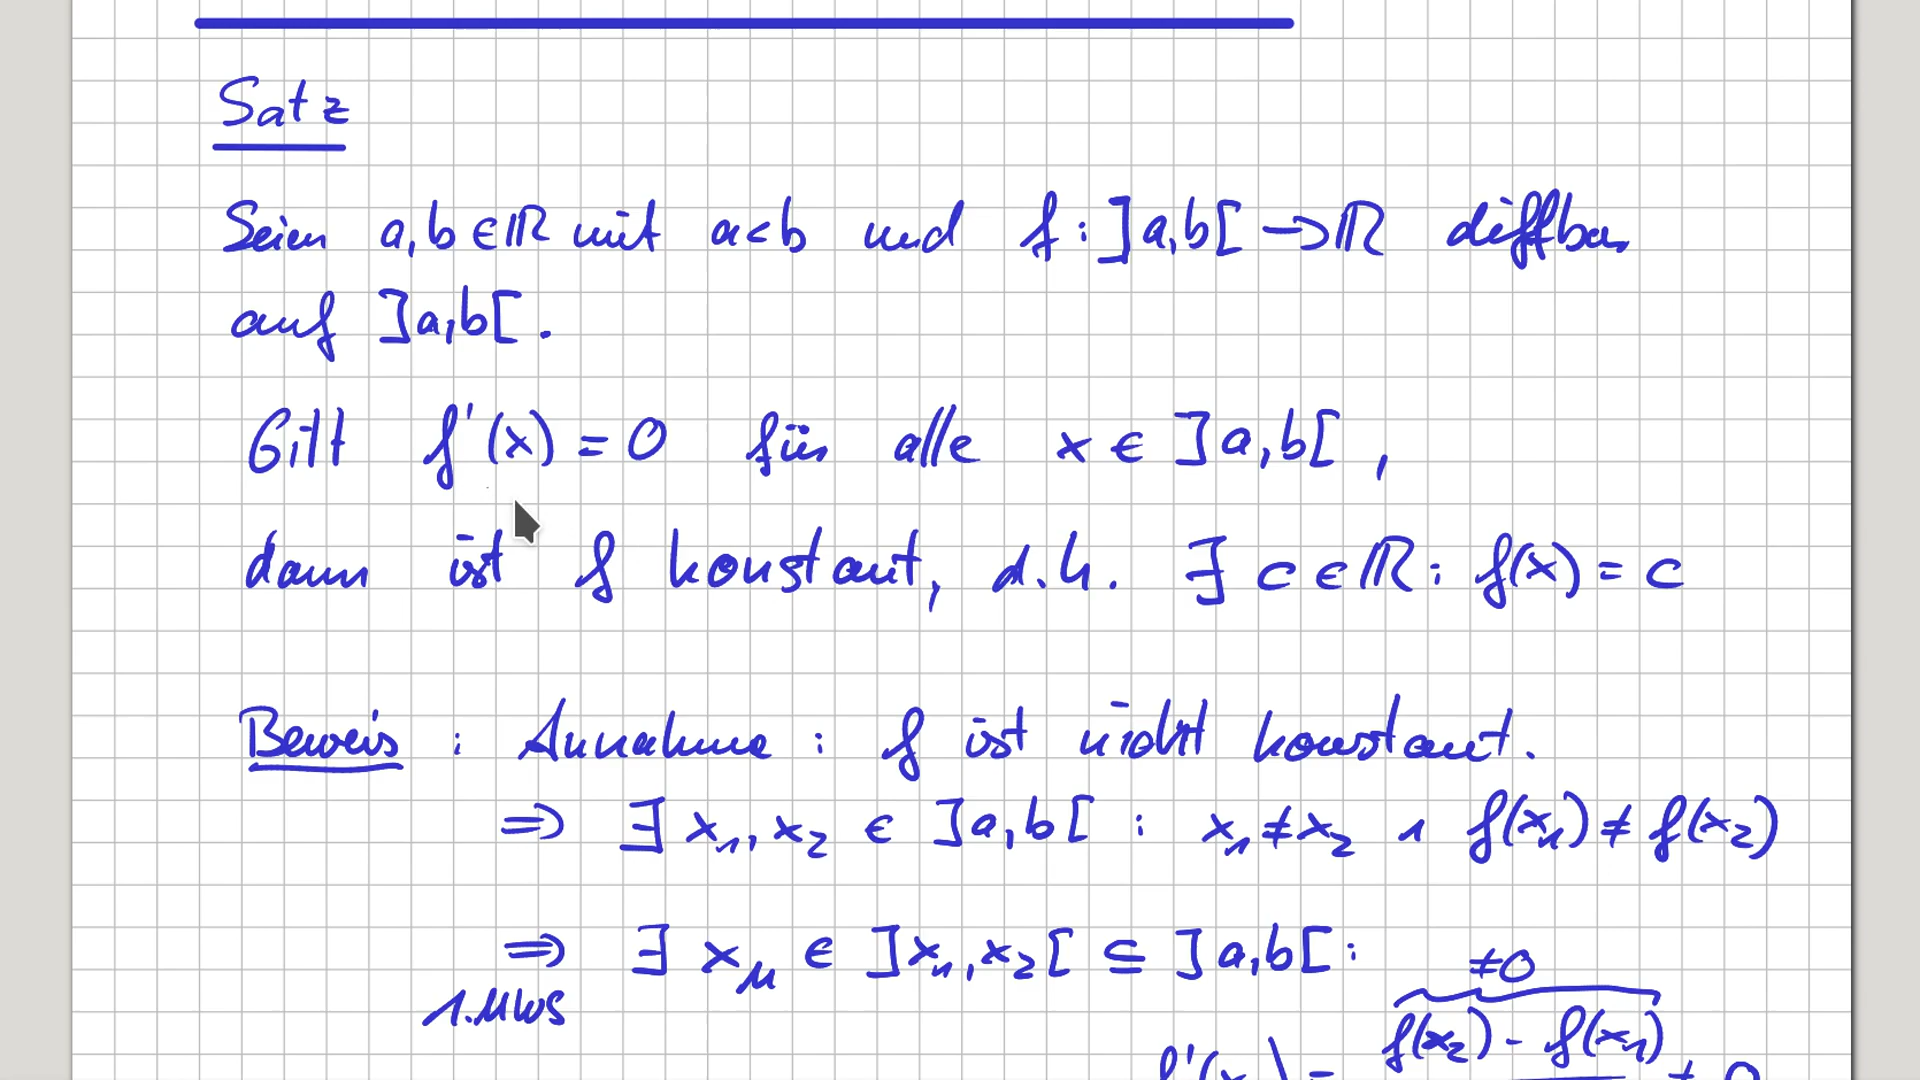 Satz
Seien a,b ∈ ℝ mit a<b und f : ]a,b[ → ℝ diffbar
auf ]a,b[.
Gilt f'(x) = 0 für alle x ∈ ]a,b[ ,
dann ist f konstant, d.h. ∃ c ∈ ℝ : f(x) = c
Beweis : Annahme : f ist nicht konstant.
⇒ ∃ x₁, x₂ ∈ ]a,b[ : x₁ ≠ x₂ ∧ f(x₁) ≠ f(x₂)
⇒ ∃ x_M ∈ ]x₁, x₂[ ⊆ ]a,b[ :
1.MWS
≠0
f(x₂) - f(x₁)